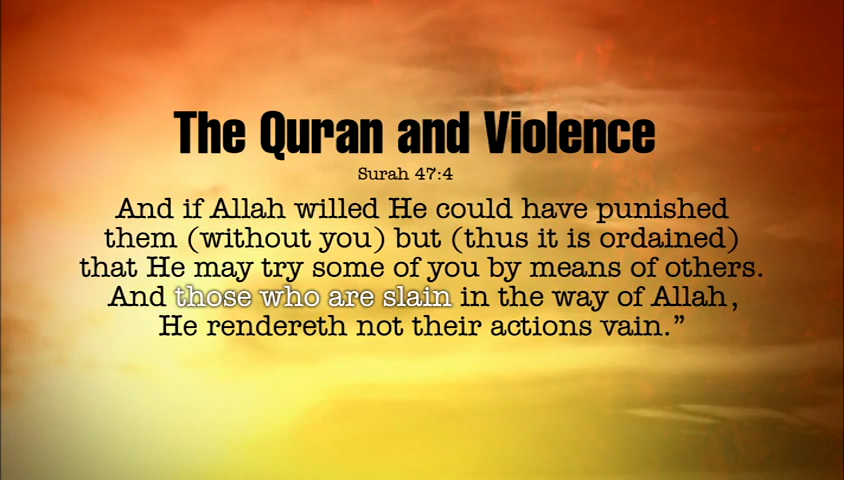 The Quran and Violence
Surah 47:4
And if Allah willed He could have punished
them (without you) but (thus it is ordained)
that He may try some of you by means of others.
And those who are slain in the way of Allah,
He rendereth not their actions vain.”